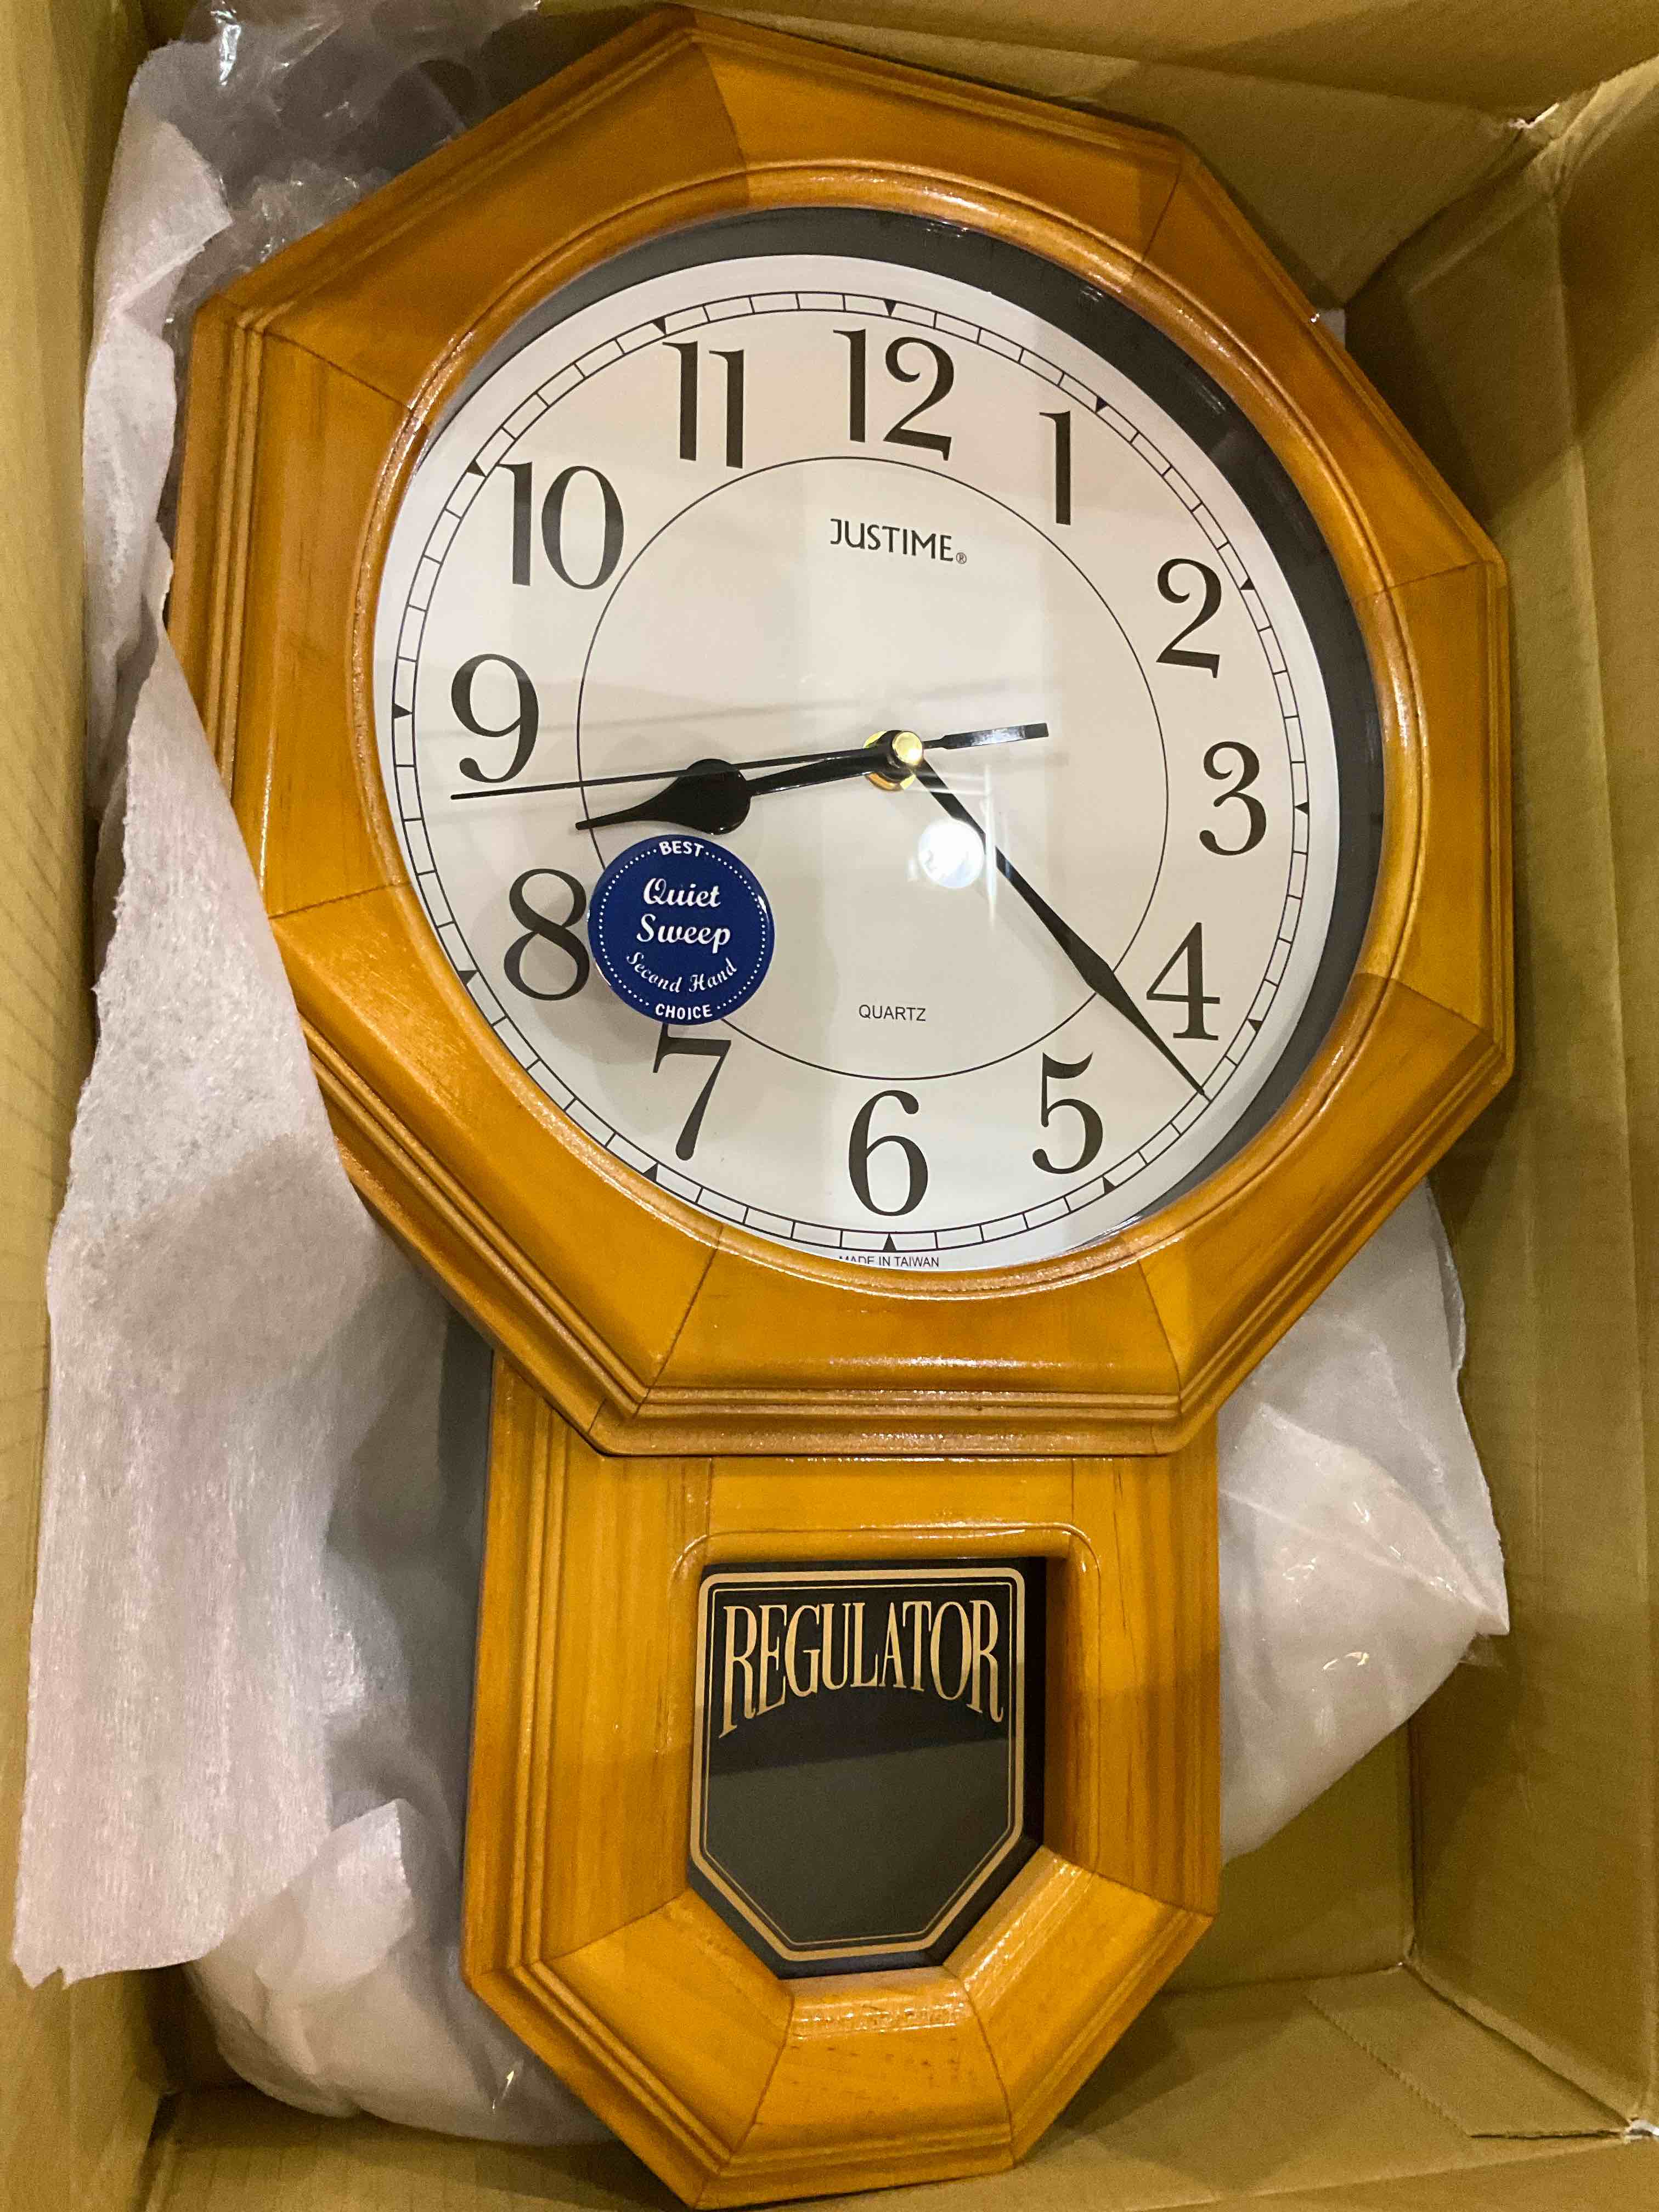 12
11
1
10
2
JUSTIME®
9
3
BEST
Quiet
Sweep
Second Hand
CHOICE
8
4
QUARTZ
7
5
6
MADE IN TAIWAN
REGULATOR